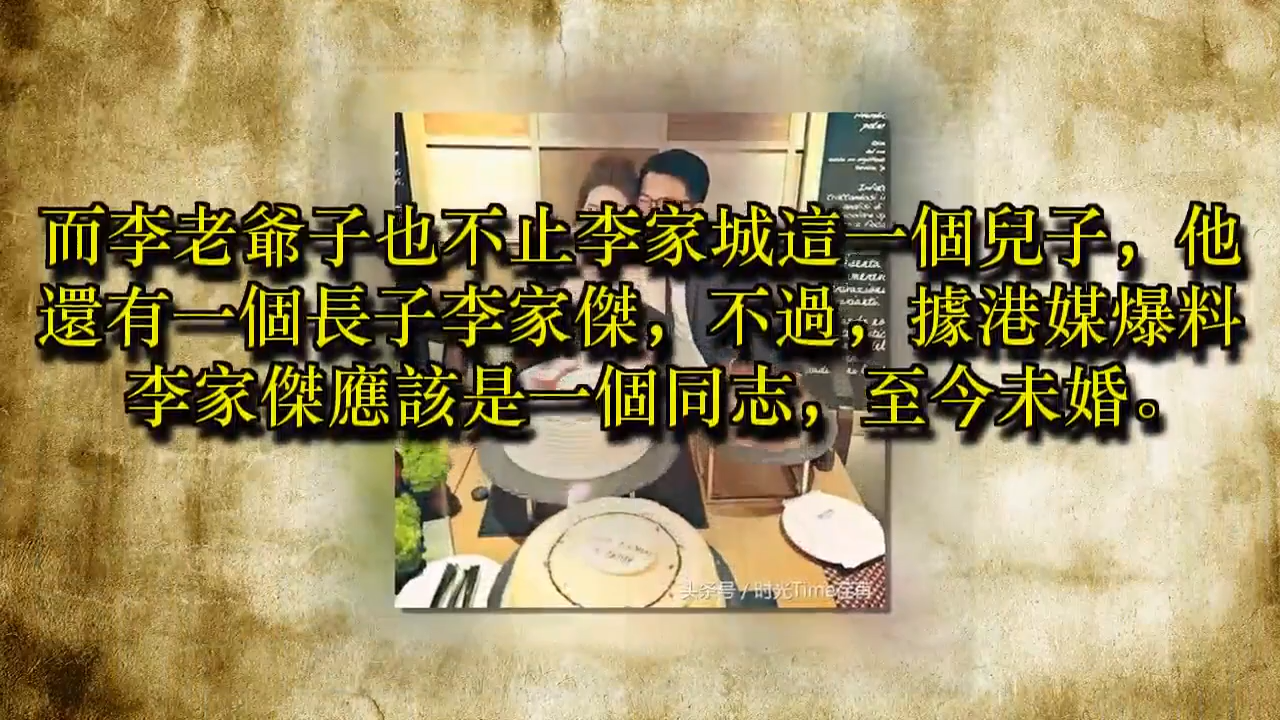 而李老爺子也不止李家城這一個兒子，他
還有一個長子李家傑，不過，據港媒爆料
李家傑應該是一個同志，至今未婚。
头条号 / 时光Time在再